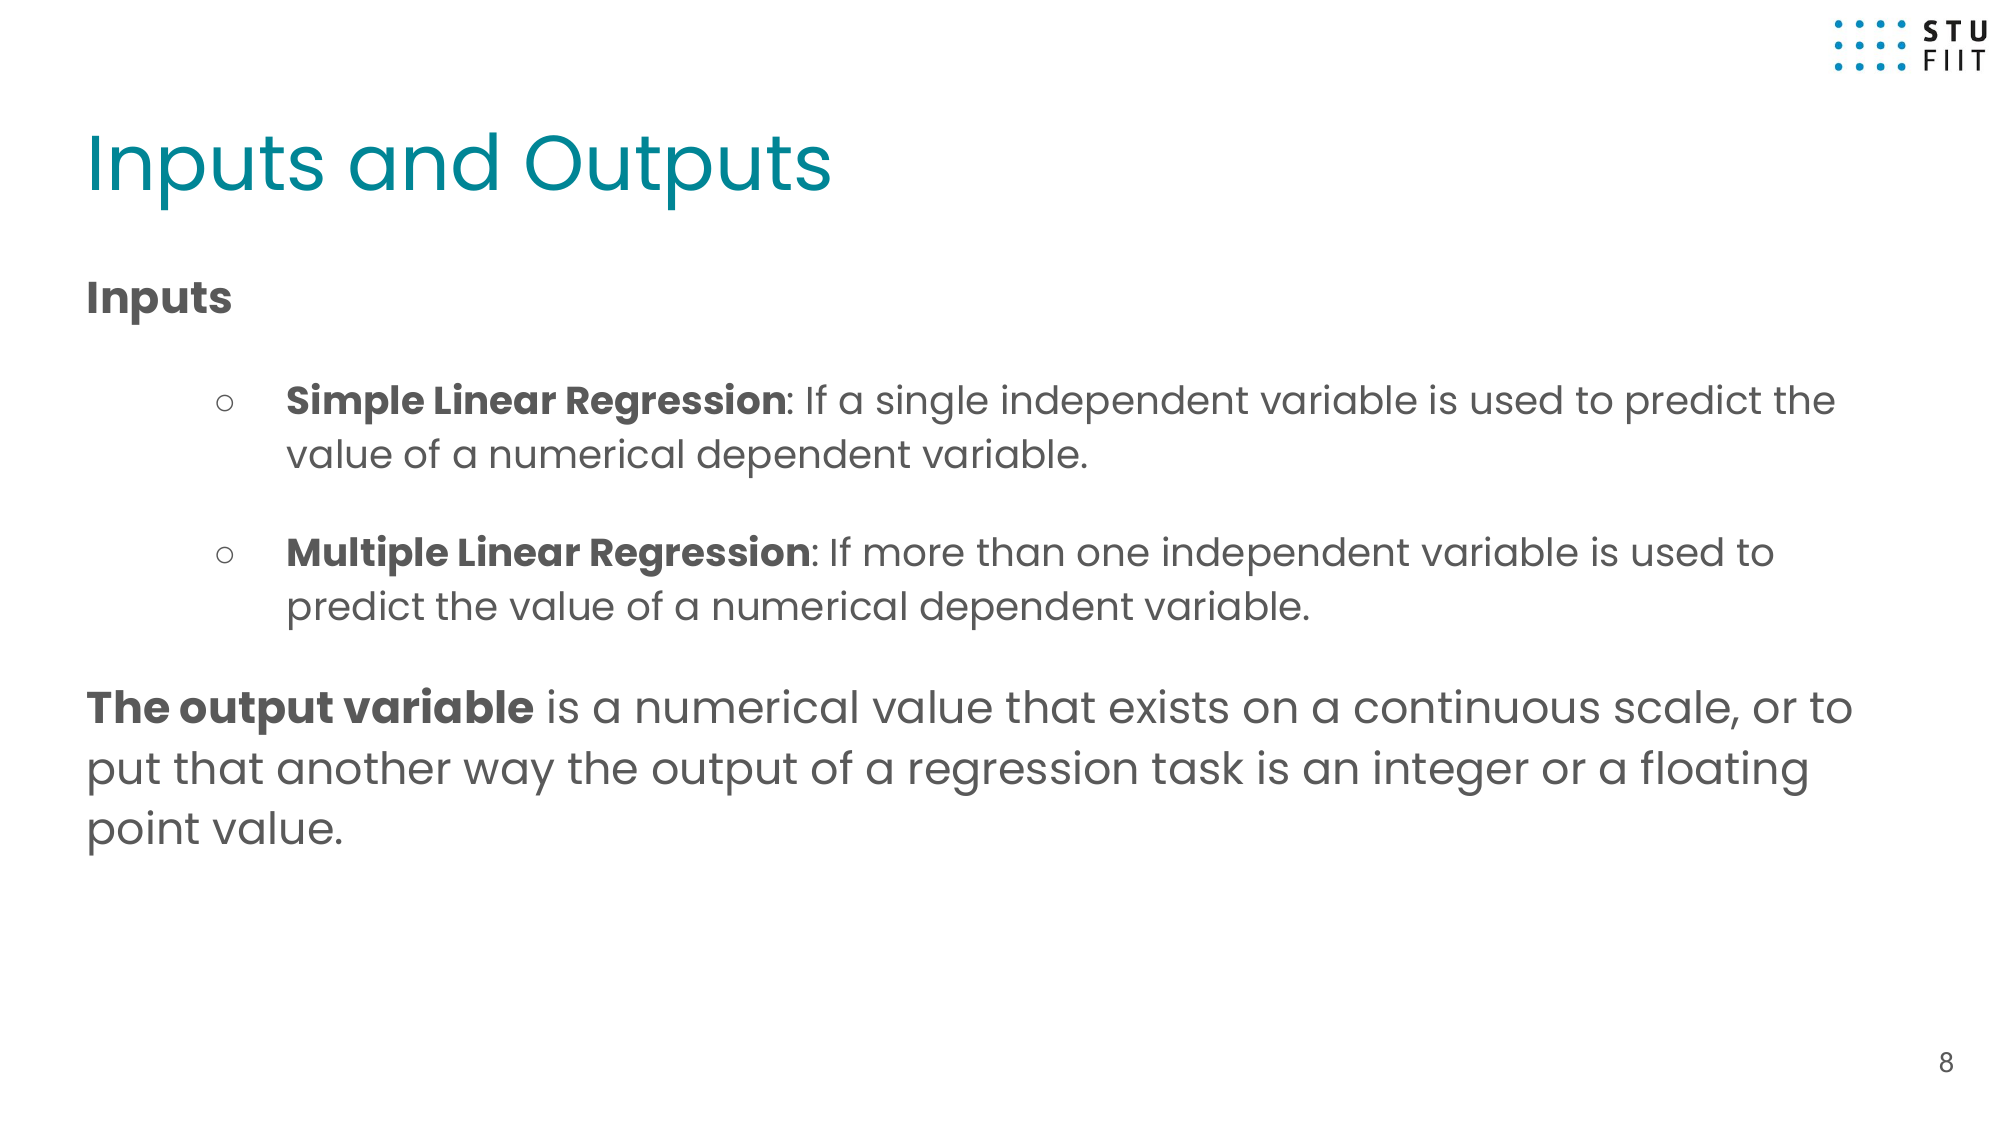 STU
FIIT
Inputs and Outputs
Inputs
○ Simple Linear Regression: If a single independent variable is used to predict the
value of a numerical dependent variable.
○ Multiple Linear Regression: If more than one independent variable is used to
predict the value of a numerical dependent variable.
The output variable is a numerical value that exists on a continuous scale, or to
put that another way the output of a regression task is an integer or a floating
point value.
8